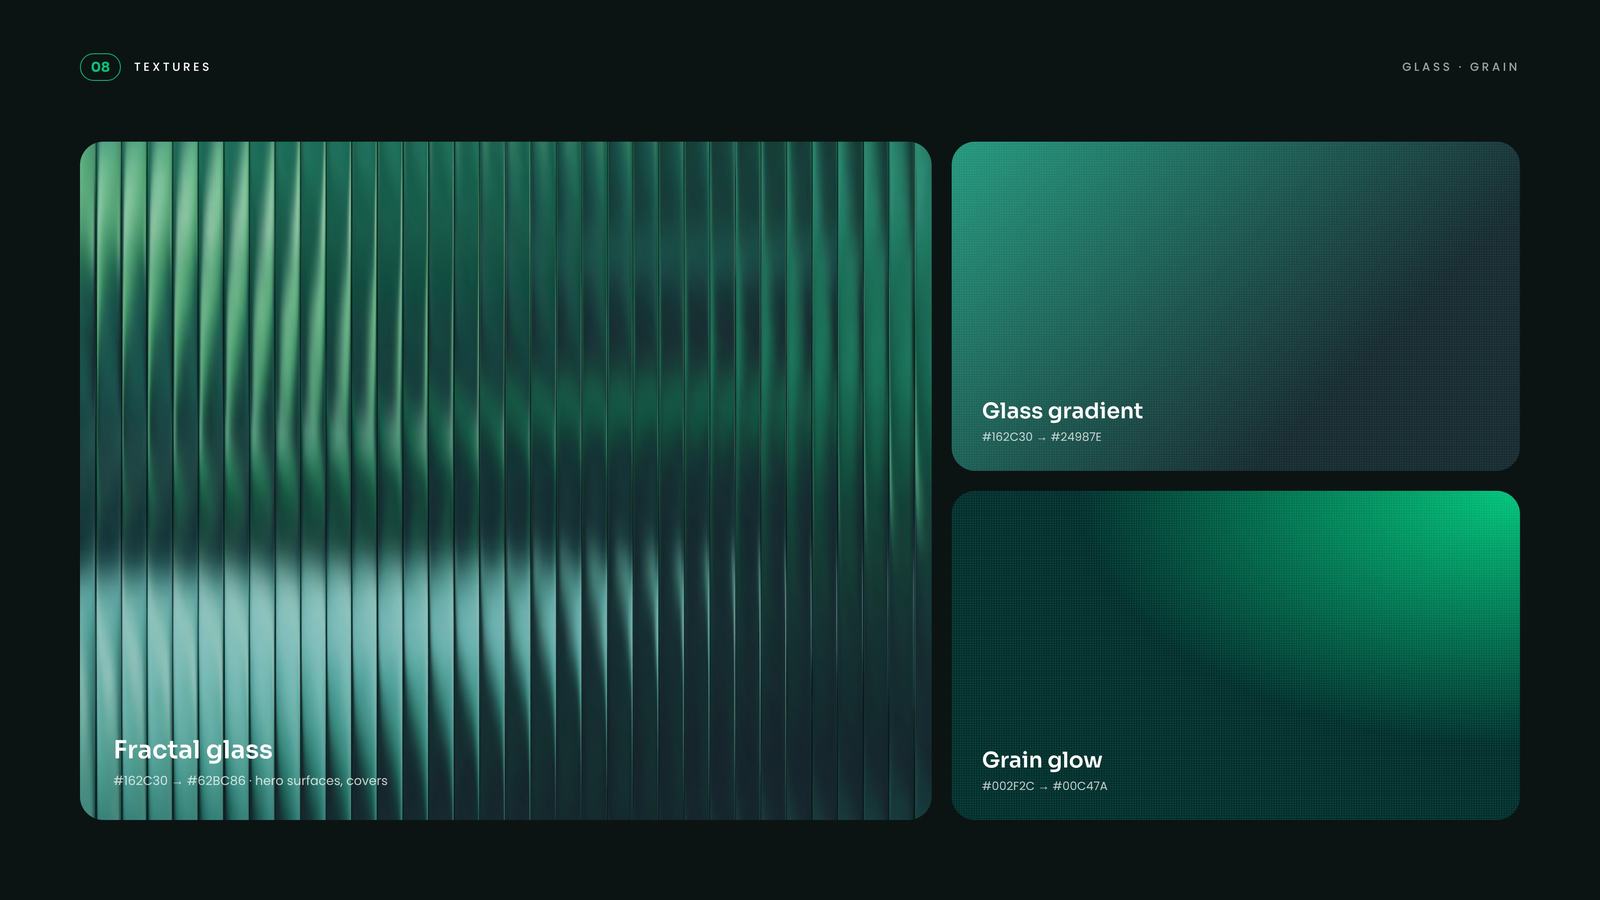 08 TEXTURES
GLASS · GRAIN
Fractal glass
#162C30 → #62BC86 · hero surfaces, covers
Glass gradient
#162C30 → #24987E
Grain glow
#002F2C → #00C47A